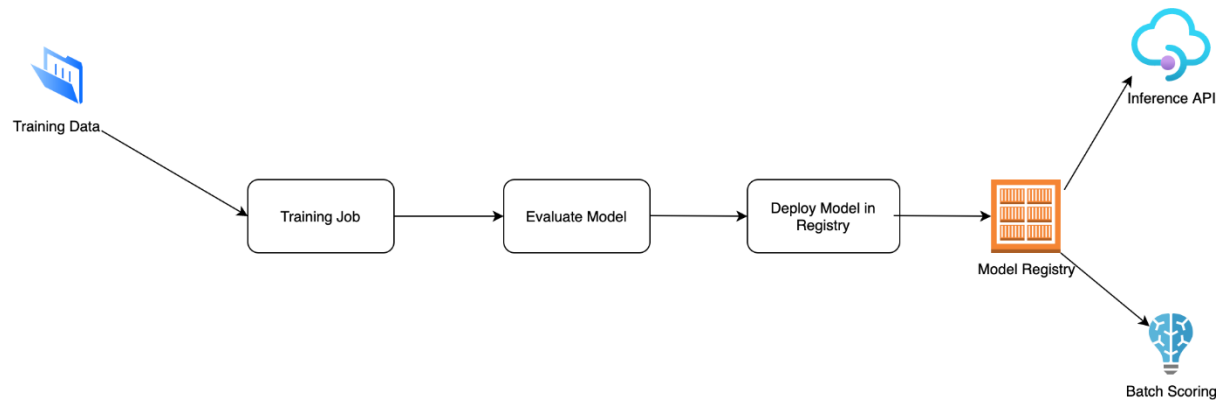 Training Data
Training Job
Evaluate Model
Deploy Model in
Registry
Model Registry
Inference API
Batch Scoring